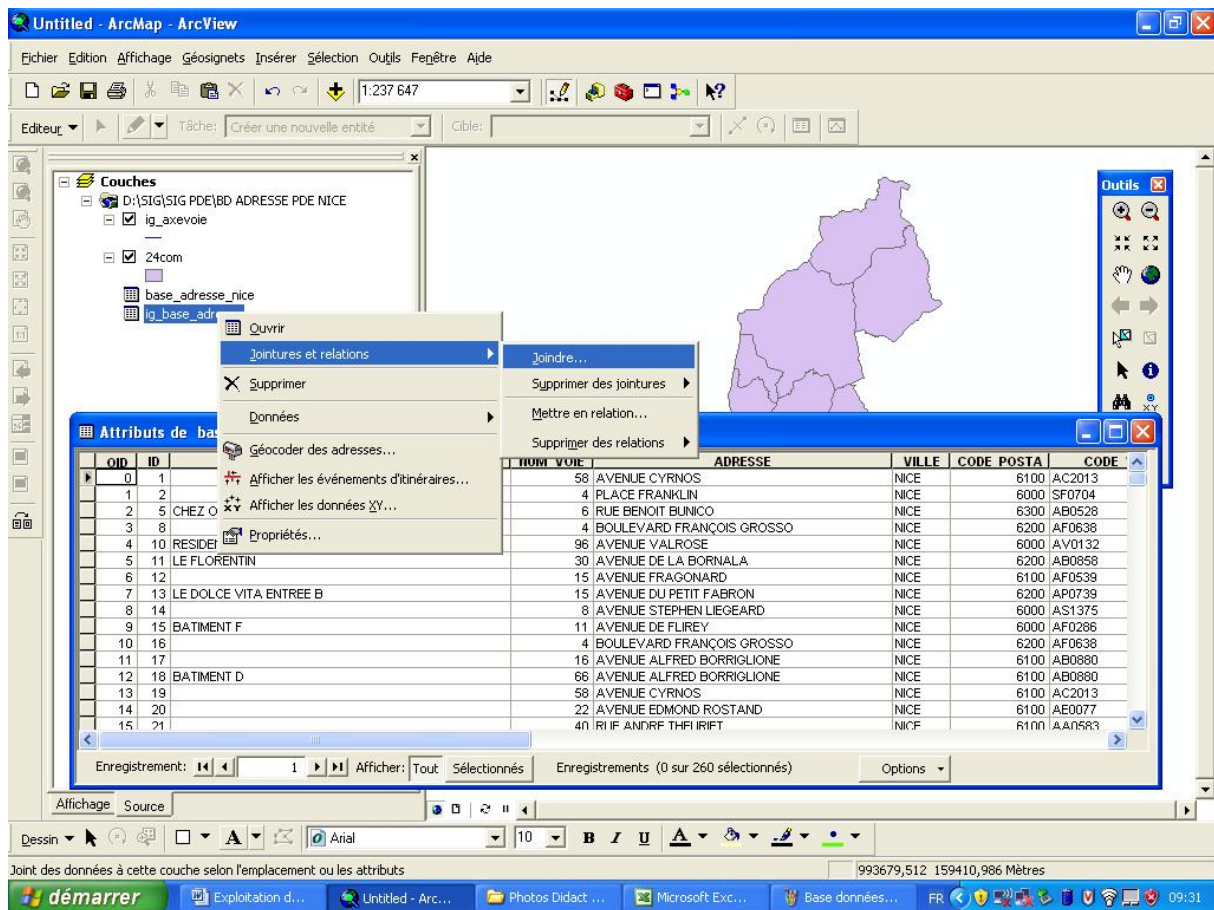 Untitled - ArcMap - ArcView
Fichier Edition Affichage Géosignets Insérer Sélection Outils Fenêtre Aide
1:237 647
Editeur Tâche: Créer une nouvelle entité Cible:
Couches
D:\SIG\SIG PDE\BD ADRESSE PDE NICE
ig_axevoie
24com
base_adresse_nice
ig_base_adr
Outils
Ouvrir
Jointures et relations
Supprimer
Données
Géocoder des adresses...
Afficher les événements d'itinéraires...
Afficher les données XY...
Propriétés...
Joindre...
Supprimer des jointures
Mettre en relation...
Supprimer des relations
Attributs de ba
OID ID NUM_VOIE ADRESSE VILLE CODE_POSTA CODE
0 1 58 AVENUE CYRNOS NICE 6100 AC2013
1 2 4 PLACE FRANKLIN NICE 6000 SF0704
2 5 CHEZ O 6 RUE BENOIT BUNICO NICE 6300 AB0528
3 8 4 BOULEVARD FRANÇOIS GROSSO NICE 6200 AF0638
4 10 RESIDE 96 AVENUE VALROSE NICE 6000 AV0132
5 11 LE FLORENTIN 30 AVENUE DE LA BORNALA NICE 6200 AB0858
6 12 15 AVENUE FRAGONARD NICE 6100 AF0539
7 13 LE DOLCE VITA ENTREE B 15 AVENUE DU PETIT FABRON NICE 6200 AP0739
8 14 8 AVENUE STEPHEN LIEGEARD NICE 6000 AS1375
9 15 BATIMENT F 11 AVENUE DE FLIREY NICE 6000 AF0286
10 16 4 BOULEVARD FRANÇOIS GROSSO NICE 6200 AF0638
11 17 16 AVENUE ALFRED BORRIGLIONE NICE 6100 AB0880
12 18 BATIMENT D 66 AVENUE ALFRED BORRIGLIONE NICE 6100 AB0880
13 19 58 AVENUE CYRNOS NICE 6100 AC2013
14 20 22 AVENUE EDMOND ROSTAND NICE 6100 AE0077
15 21 40 RUE ANDRE THEURIET NICE 6100 AA0583
Enregistrement: 1 Afficher: Tout Sélectionnés Enregistrements (0 sur 260 sélectionnés) Options
Affichage Source
Dessin A Arial 10 B I U A
Joint des données à cette couche selon l'emplacement ou les attributs 993679,512 159410,986 Mètres
démarrer Exploitation d... Untitled - Arc... Photos Didact ... Microsoft Exc... Base données... FR 09:31